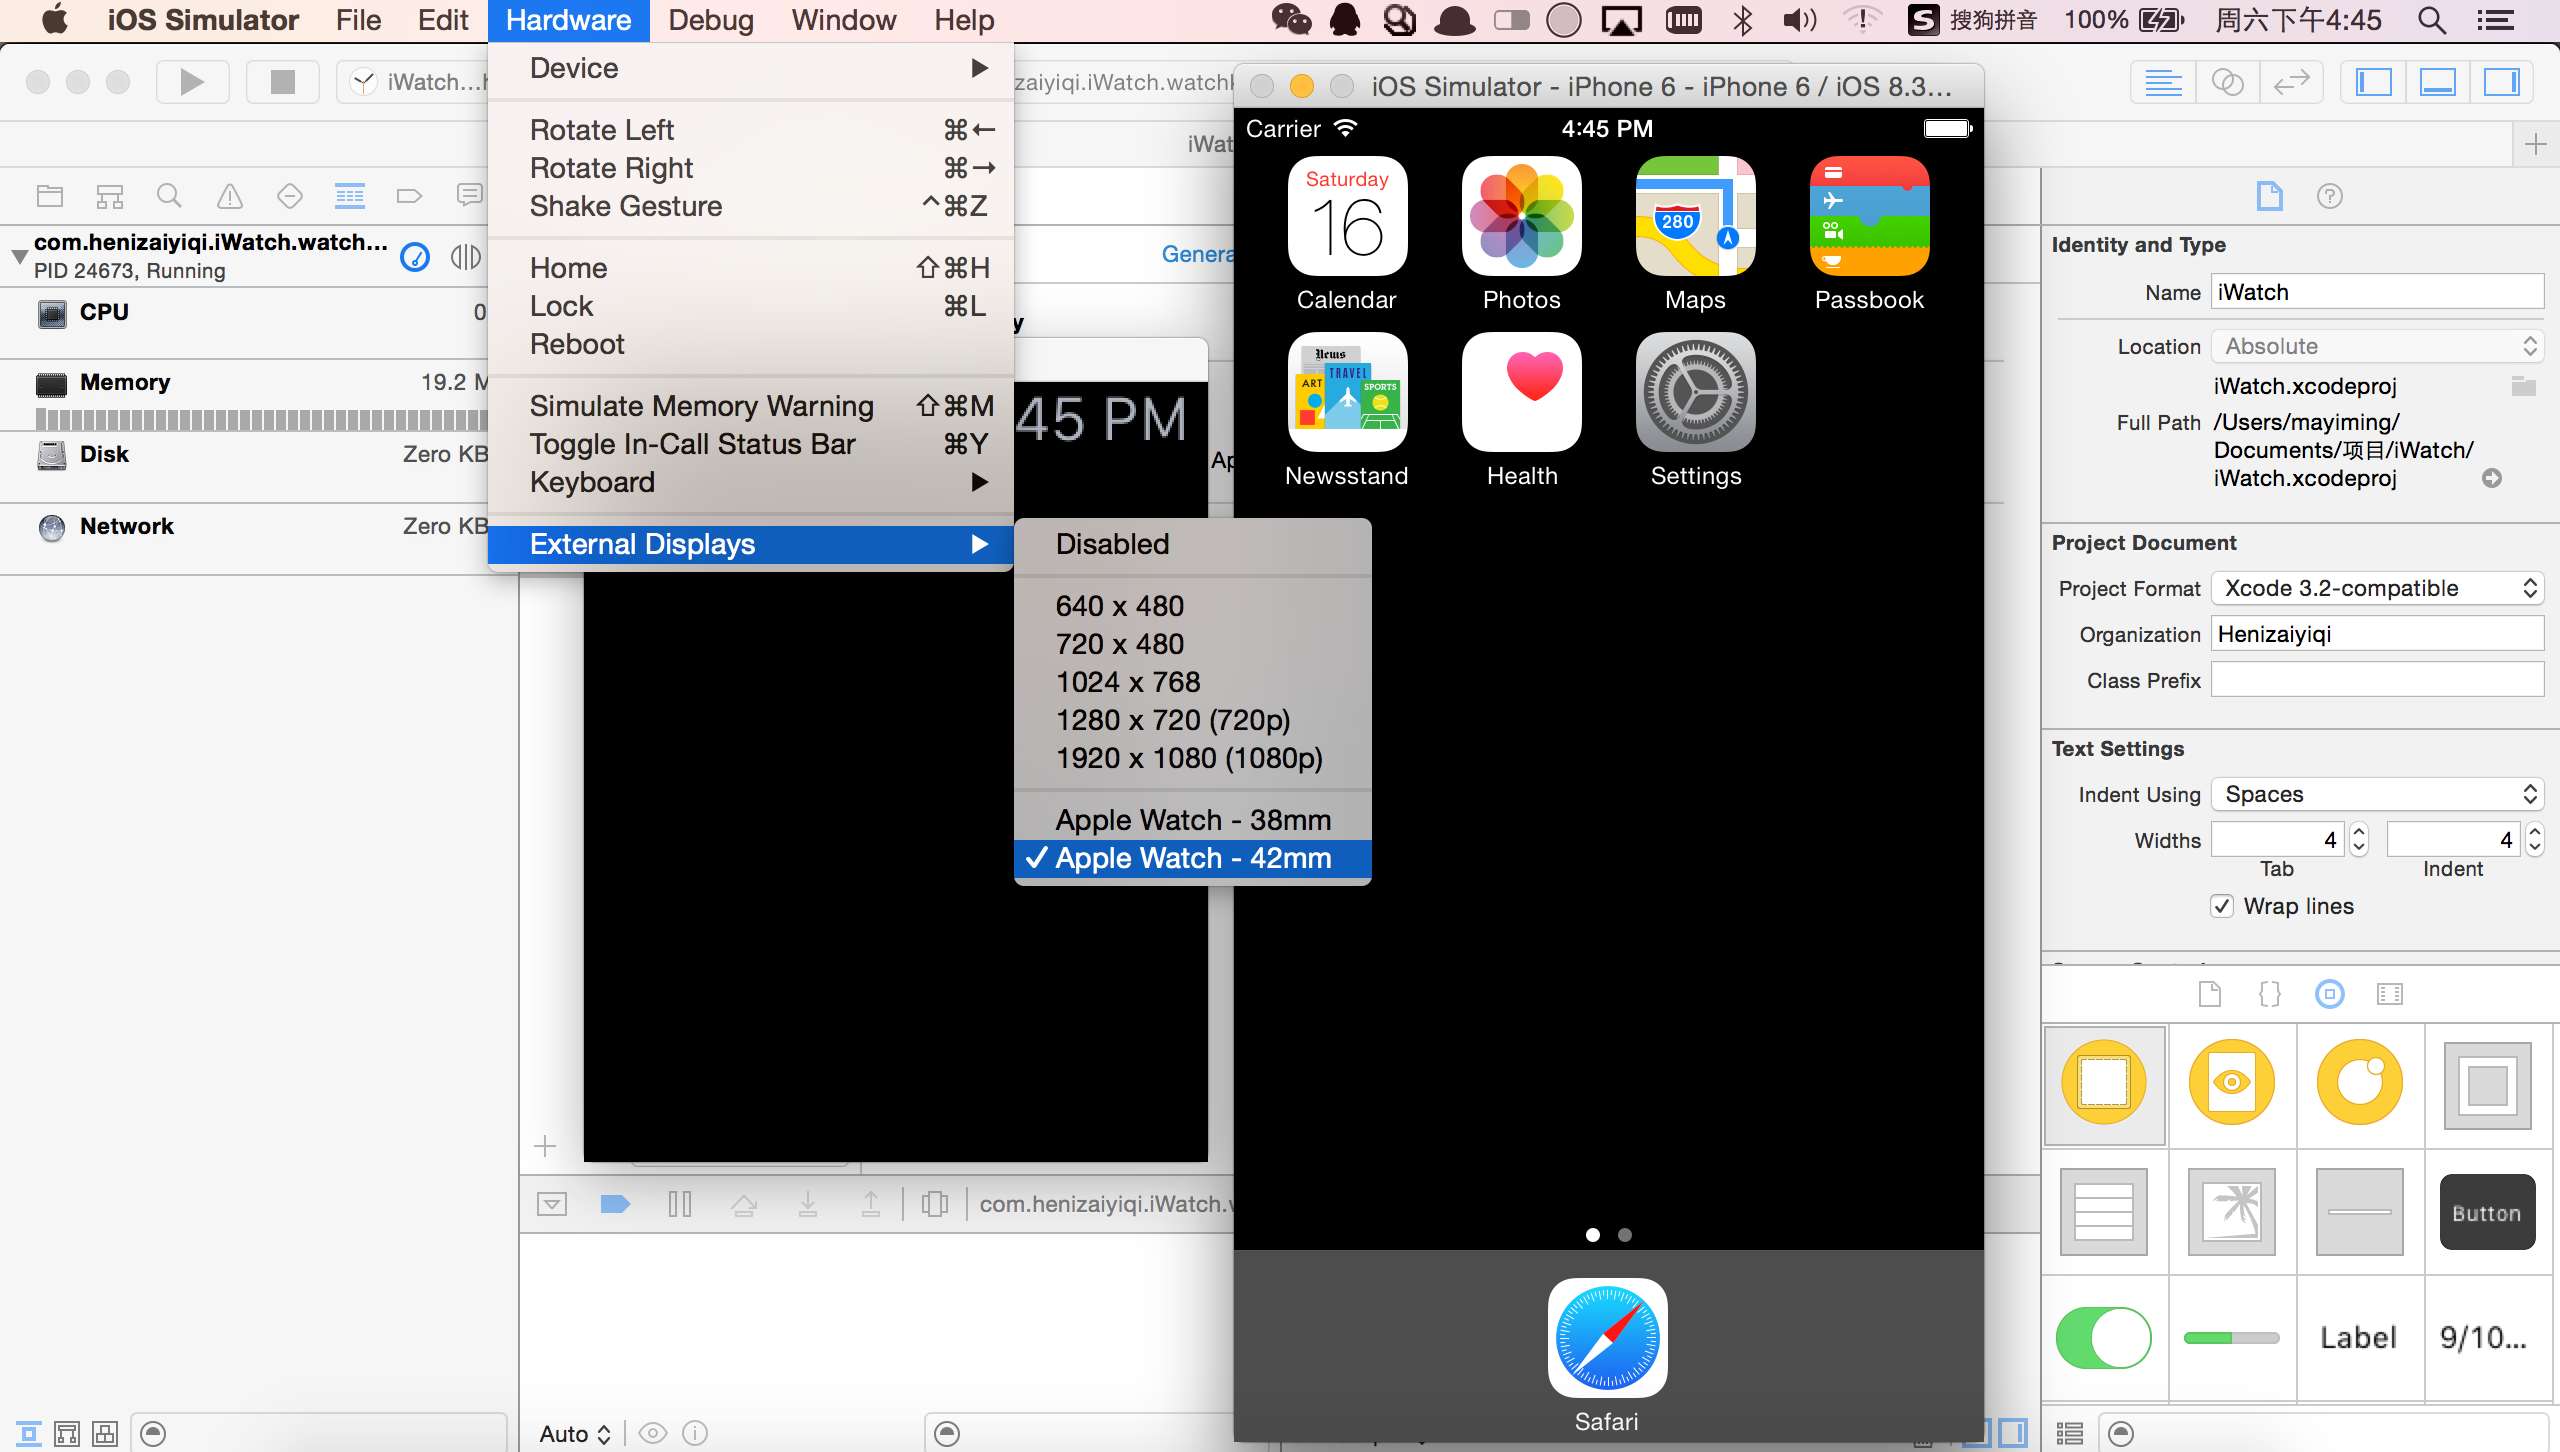 iOS Simulator File Edit Hardware Debug Window Help 搜狗拼音 100% 周六下午4:45
iWatch...
zaiyiqi.iWatch.watch
iOS Simulator - iPhone 6 - iPhone 6 / iOS 8.3...
Device
Rotate Left ⌘←
Rotate Right ⌘→
Shake Gesture ^⌘Z
Home ⇧⌘H
Lock ⌘L
Reboot
Simulate Memory Warning ⇧⌘M
Toggle In-Call Status Bar ⌘Y
Keyboard
External Displays
Disabled
640 x 480
720 x 480
1024 x 768
1280 x 720 (720p)
1920 x 1080 (1080p)
Apple Watch - 38mm
✓ Apple Watch - 42mm
com.henizaiyiqi.iWatch.watch...
PID 24673, Running
CPU 0
Memory 19.2 M
Disk Zero KB
Network Zero KB
iWat
Genera
y
45 PM
Ap
Carrier 4:45 PM
Saturday
16
280
Calendar Photos Maps Passbook
News
TRAVEL
ART
SPORTS
Newsstand Health Settings
Safari
Identity and Type
Name iWatch
Location Absolute
iWatch.xcodeproj
Full Path /Users/mayiming/
Documents/项目/iWatch/
iWatch.xcodeproj
Project Document
Project Format Xcode 3.2-compatible
Organization Henizaiyiqi
Class Prefix
Text Settings
Indent Using Spaces
Widths 4 4
Tab Indent
Wrap lines
Button
Label 9/10...
com.henizaiyiqi.iWatch.w
Auto